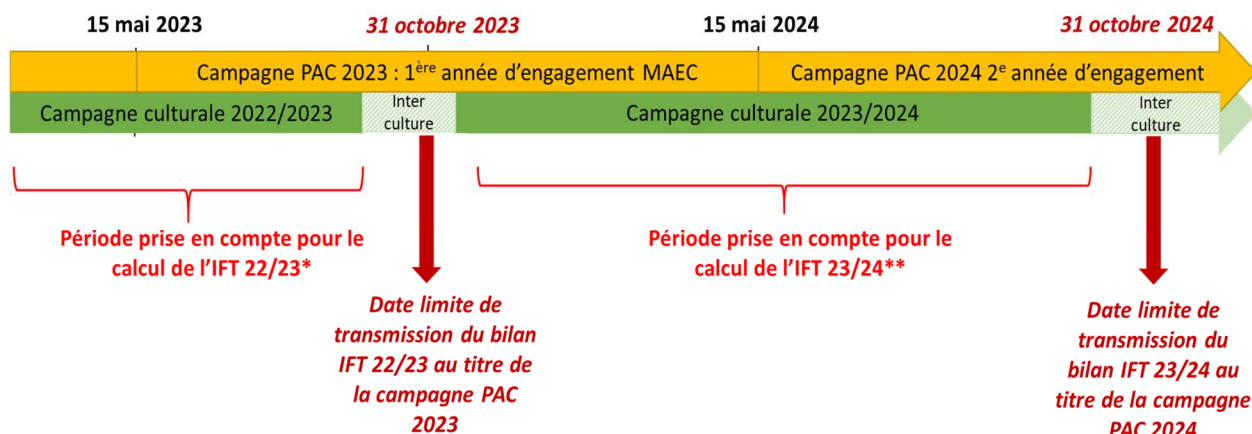 15 mai 2023
31 octobre 2023
15 mai 2024
31 octobre 2024
Campagne PAC 2023 : 1ère année d’engagement MAEC
Campagne PAC 2024 2e année d’engagement
Campagne culturale 2022/2023
Inter
culture
Campagne culturale 2023/2024
Inter
culture
Période prise en compte pour le
calcul de l’IFT 22/23*
Période prise en compte pour le
calcul de l’IFT 23/24**
Date limite de
transmission du bilan
IFT 22/23 au titre de
la campagne PAC
2023
Date limite de
transmission du
bilan IFT 23/24 au
titre de la campagne
PAC 2024